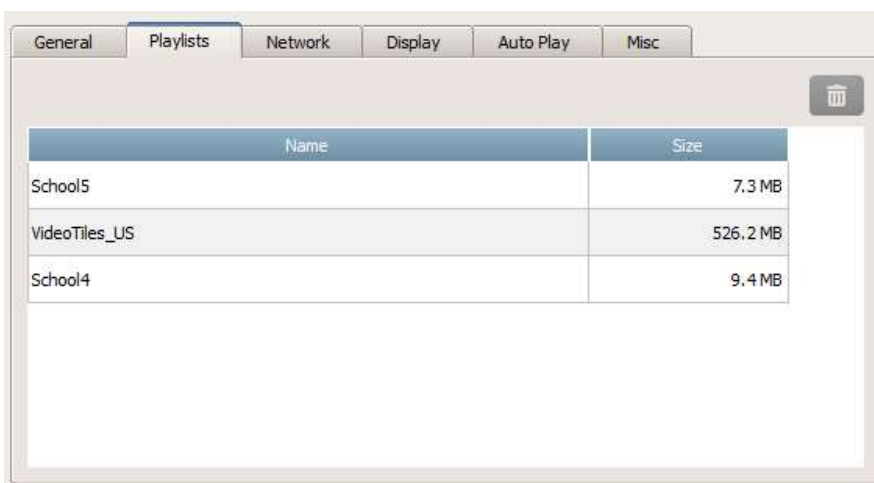 General Playlists Network Display Auto Play Misc
Name Size
School5 7.3 MB
VideoTiles_US 526.2 MB
School4 9.4 MB